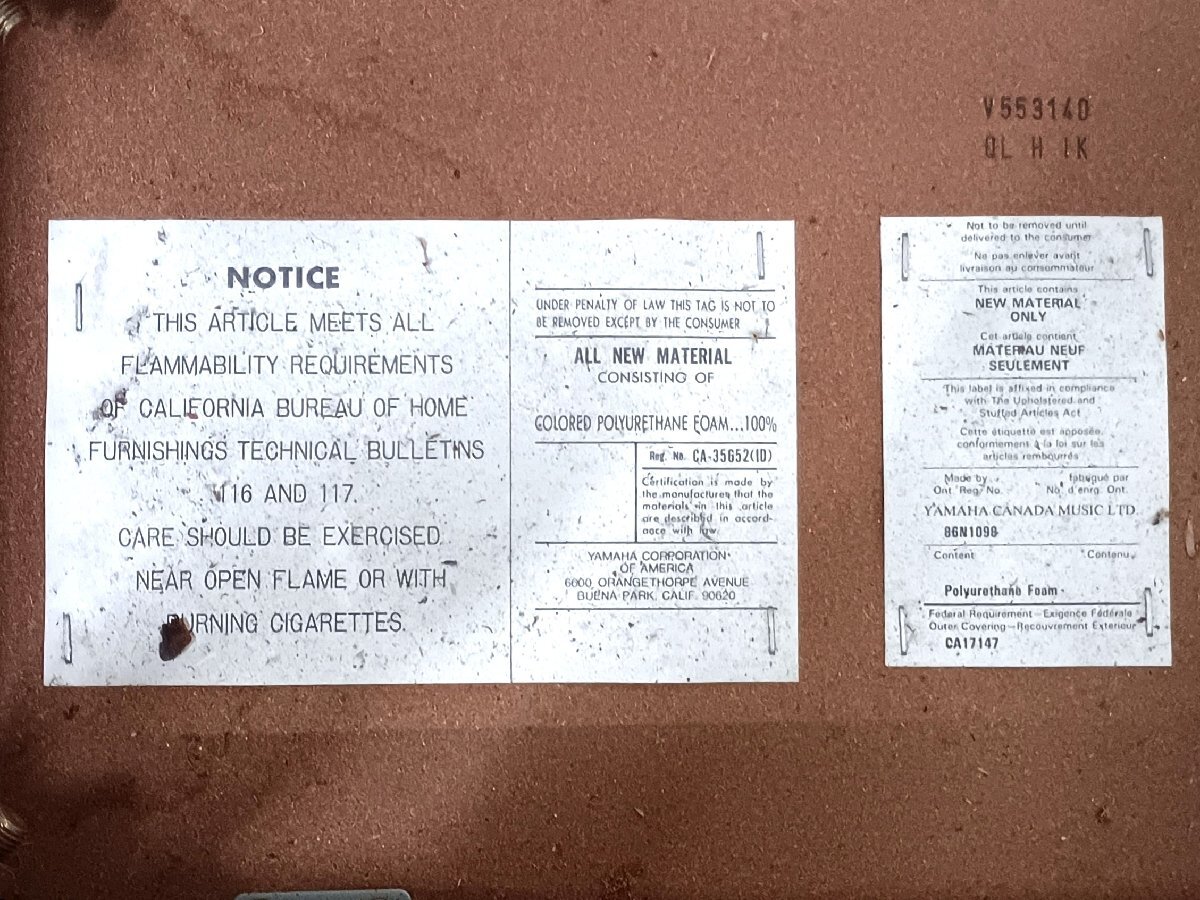 V553140
QL H IK
NOTICE
THIS ARTICLE MEETS ALL
FLAMMABILITY REQUIREMENTS
OF CALIFORNIA BUREAU OF HOME
FURNISHINGS TECHNICAL BULLETINS
116 AND 117.
CARE SHOULD BE EXERCISED
NEAR OPEN FLAME OR WITH
BURNING CIGARETTES.
UNDER PENALTY OF LAW THIS TAG IS NOT TO
BE REMOVED EXCEPT BY THE CONSUMER
ALL NEW MATERIAL
CONSISTING OF
COLORED POLYURETHANE FOAM...100%
Reg. No. CA-35652(ID)
Certification is made by
the manufacturer that the
materials in this article
are described in accord-
ance with law.
YAMAHA CORPORATION
OF AMERICA
6600 ORANGETHORPE AVENUE
BUENA PARK, CALIF. 90620
Not to be removed until
delivered to the consumer
Ne pas enlever avant
livraison au consommateur
This article contains
NEW MATERIAL
ONLY
Cet article contient
MATERIAU NEUF
SEULEMENT
This label is affixed in compliance
with The Upholstered and
Stuffed Articles Act
Cette étiquette est apposée
conformement à la loi sur les
articles rembourrés
Made by fabriqué par
Ont. Reg. No. No d'enrg. Ont.
YAMAHA CANADA MUSIC LTD.
86N1098
Content Contenu
Polyurethane Foam
Federal Requirement – Exigence Fédérale
Outer Covering – Recouvrement Exterieur
CA17147